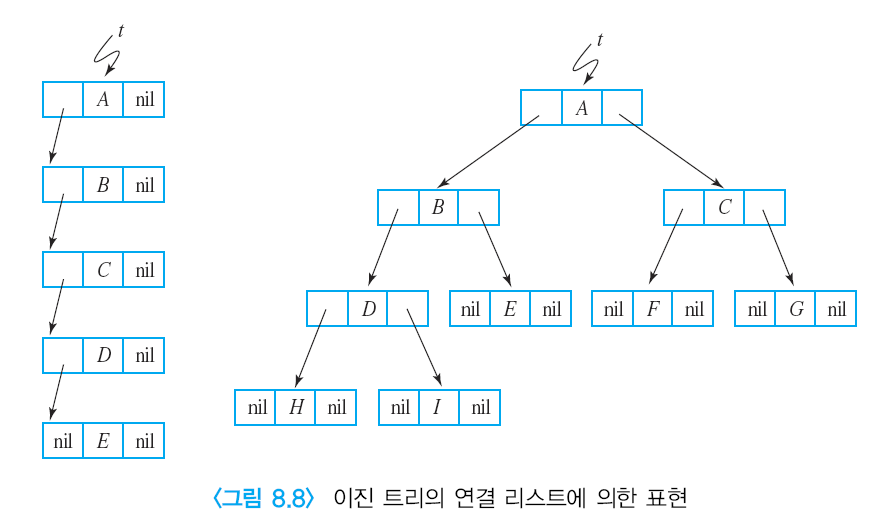 t
A nil
B nil
C nil
D nil
nil E nil
t
A
B
C
D
nil E nil
nil F nil
nil G nil
nil H nil
nil I nil
〈그림 8.8〉 이진 트리의 연결 리스트에 의한 표현